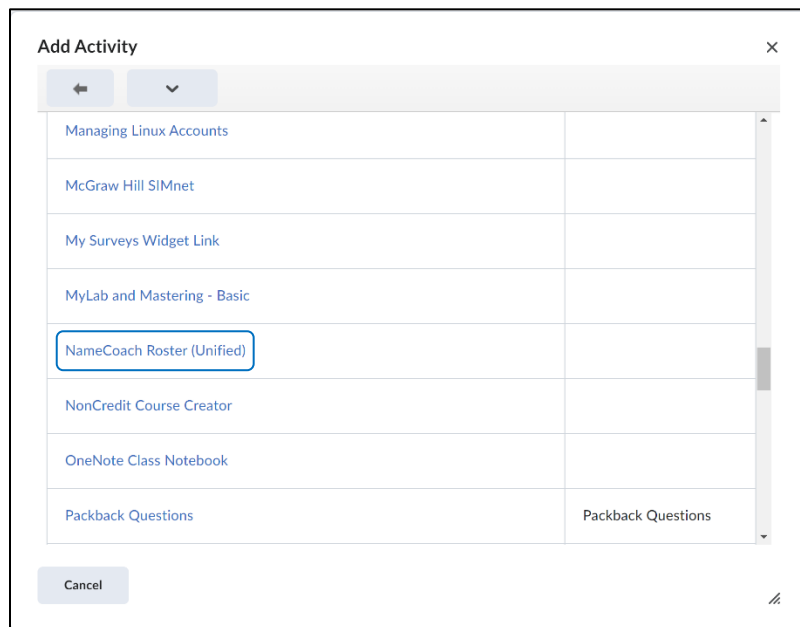 Add Activity
Managing Linux Accounts
McGraw Hill SIMnet
My Surveys Widget Link
MyLab and Mastering - Basic
NameCoach Roster (Unified)
NonCredit Course Creator
OneNote Class Notebook
Packback Questions Packback Questions
Cancel